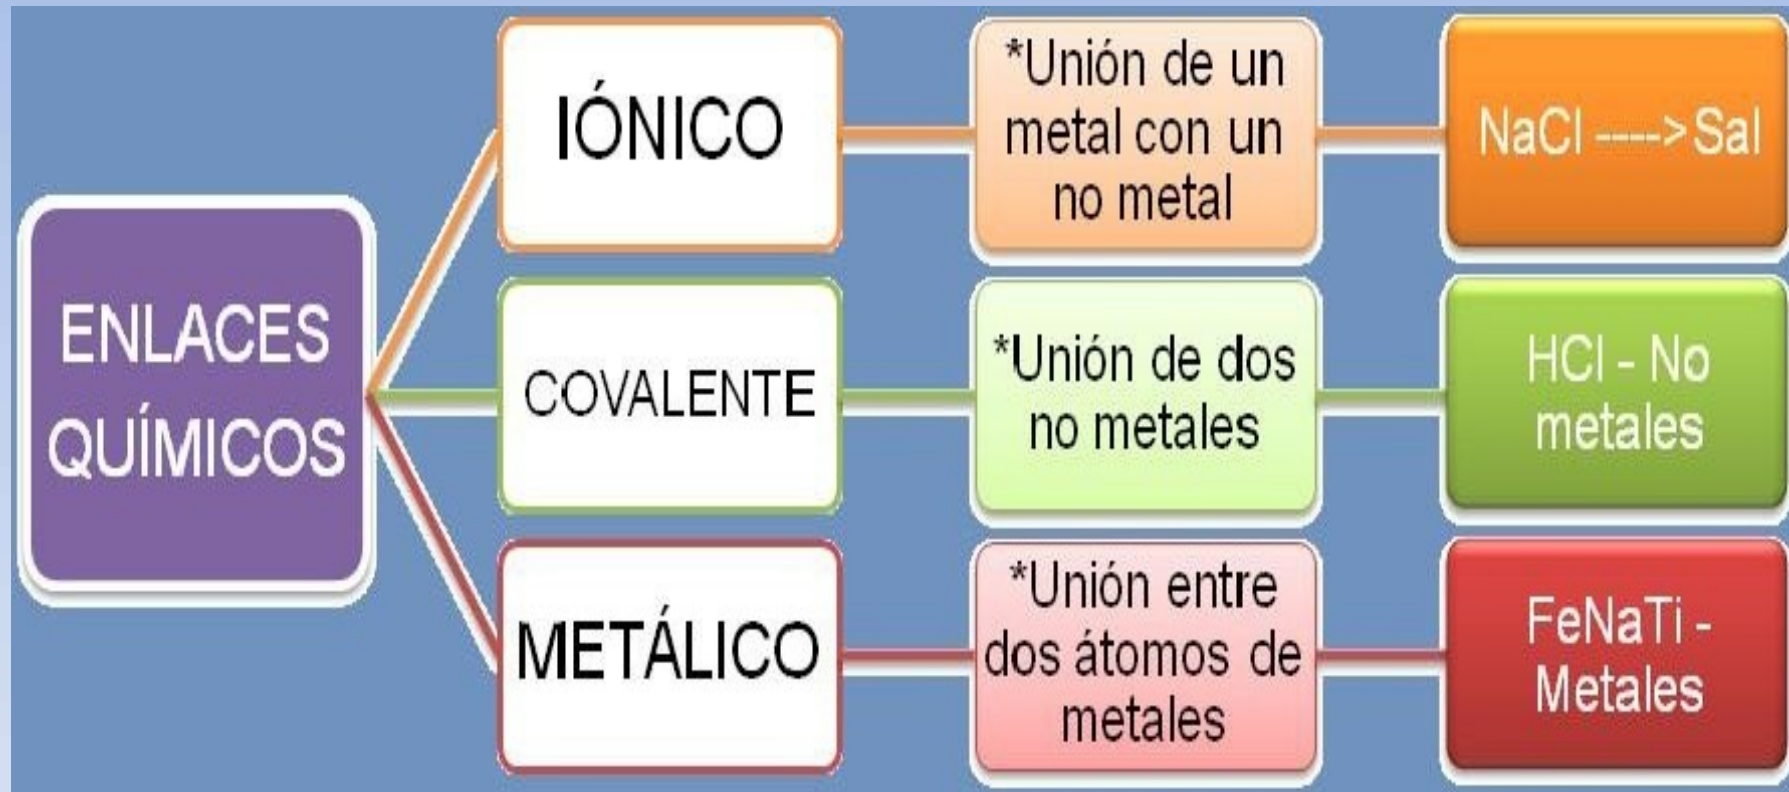 ENLACES
QUÍMICOS
IÓNICO
*Unión de un
metal con un
no metal
NaCl ---->Sal
COVALENTE
*Unión de dos
no metales
HCl - No
metales
METÁLICO
*Unión entre
dos átomos de
metales
FeNaTi -
Metales